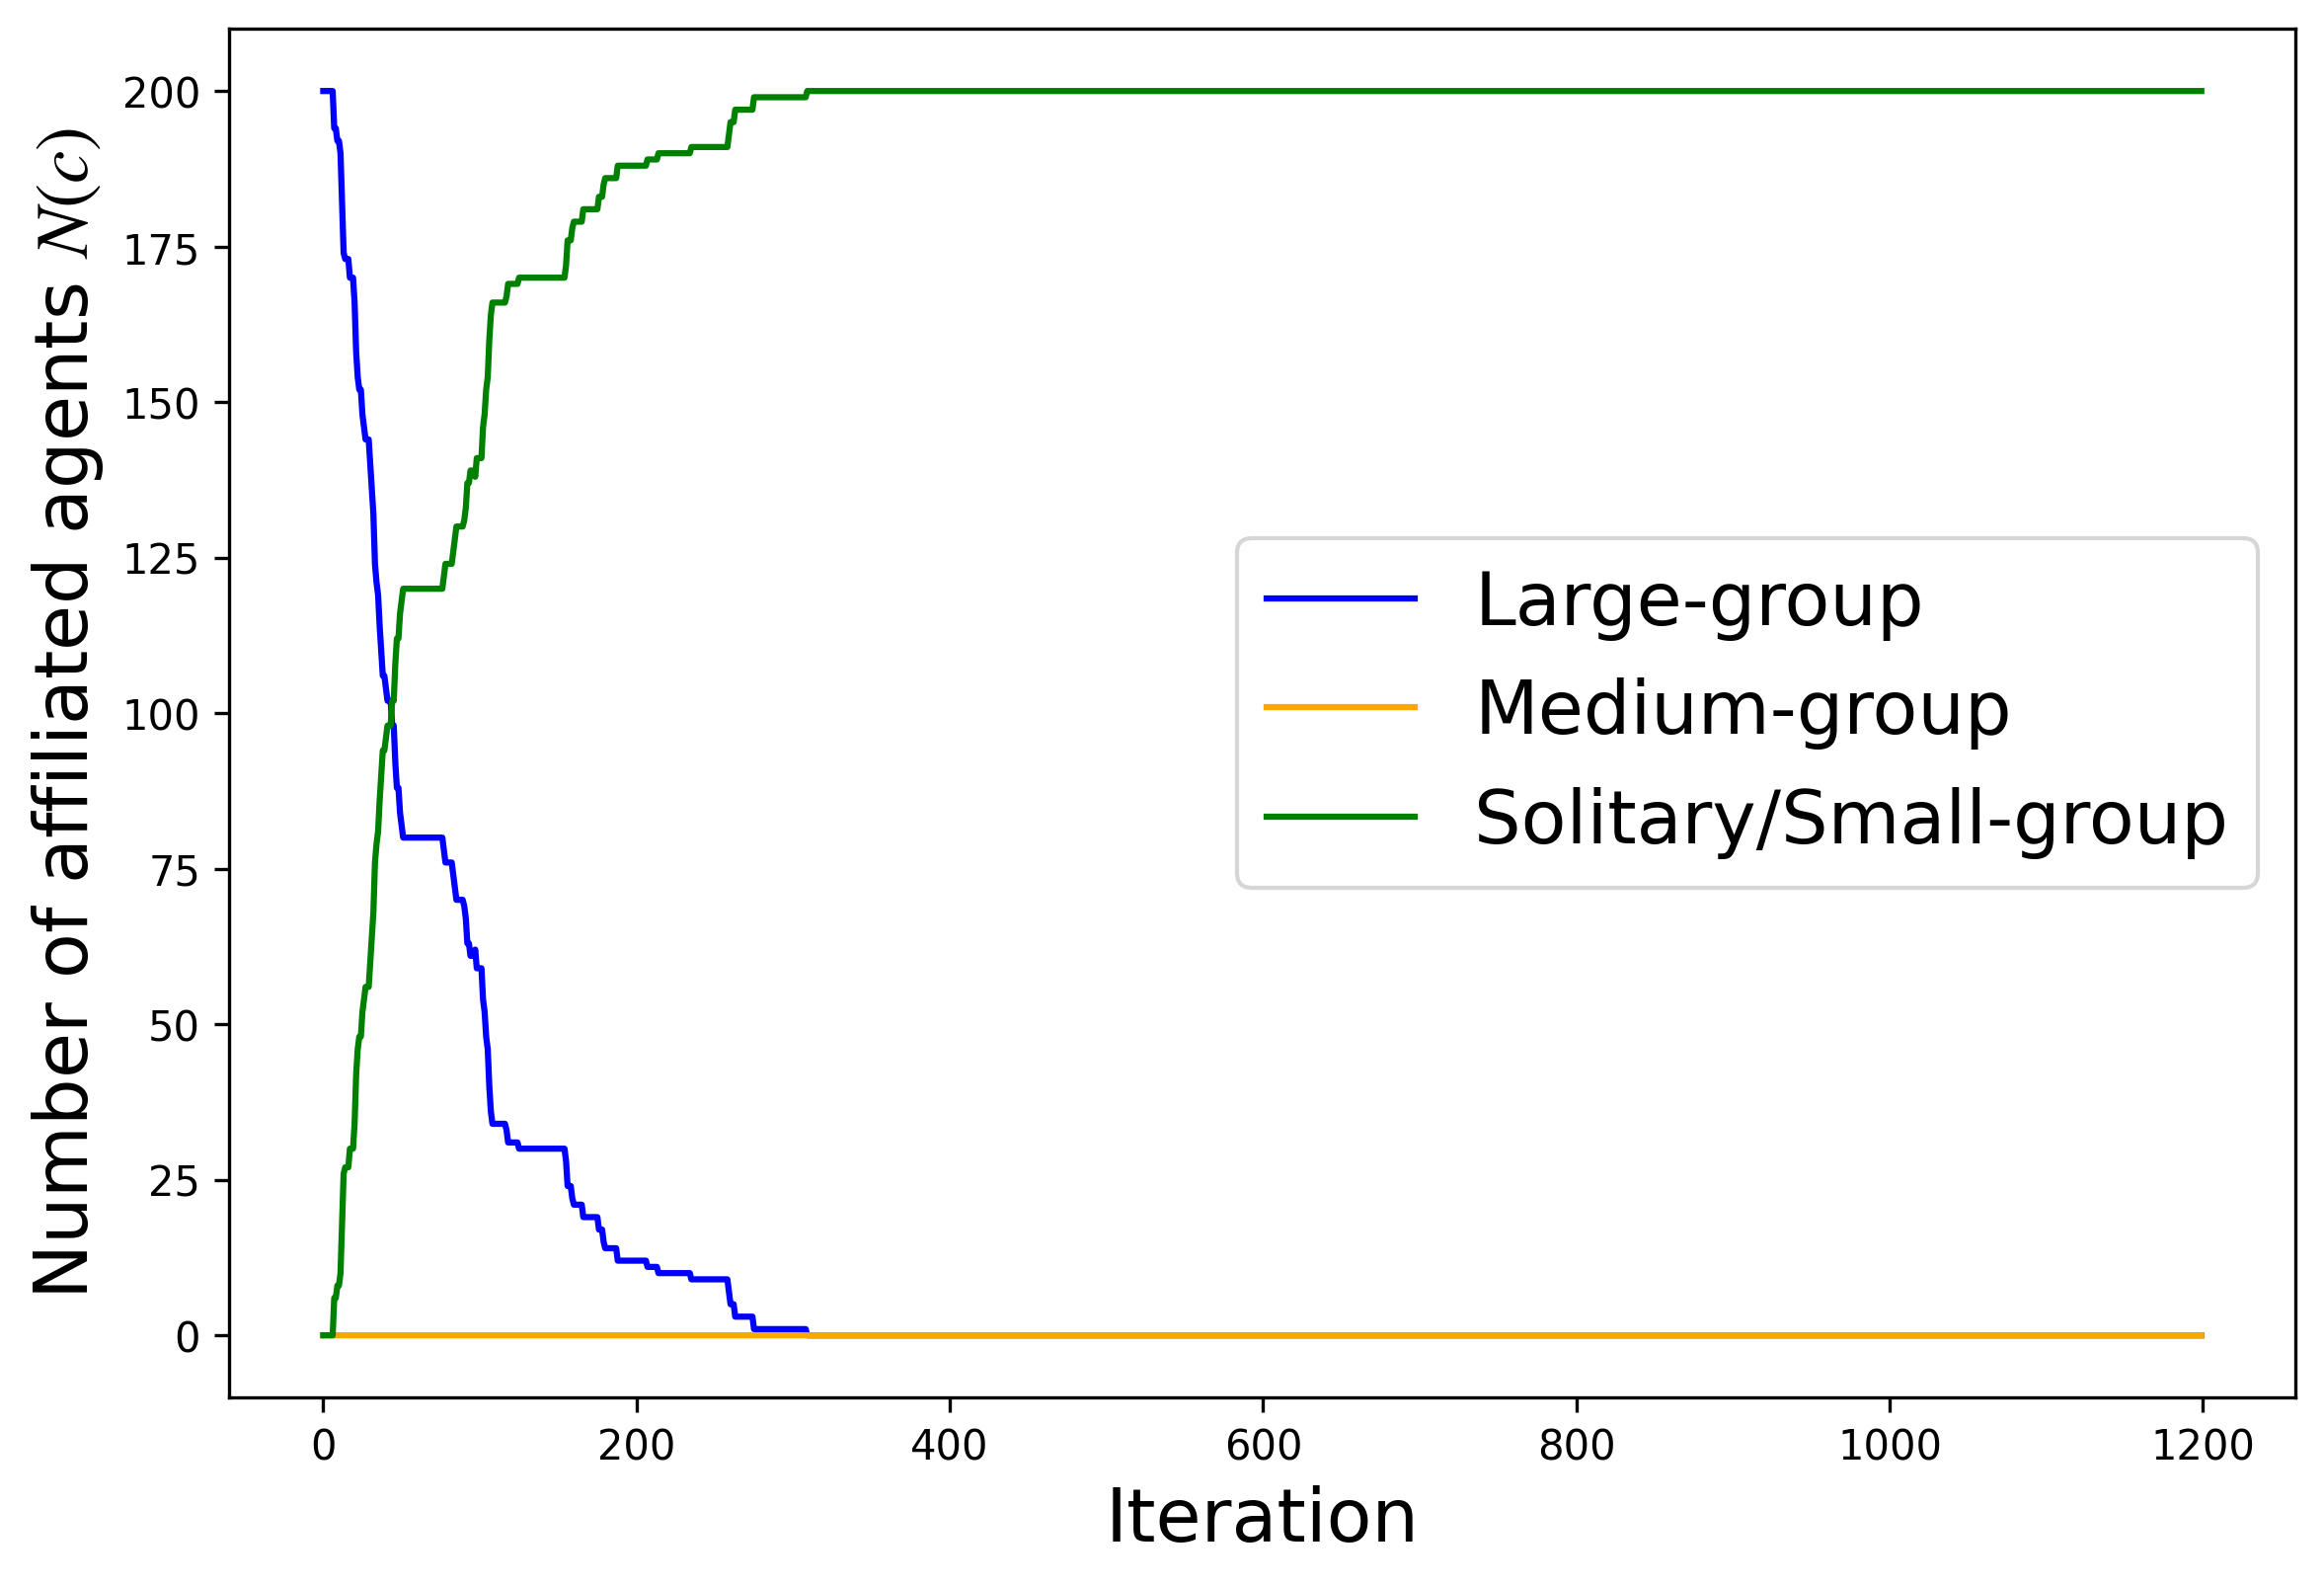 Number of affiliated agents N(c)
200
175
150
125
100
75
50
25
0
Large-group
Medium-group
Solitary/Small-group
0 200 400 600 800 1000 1200
Iteration